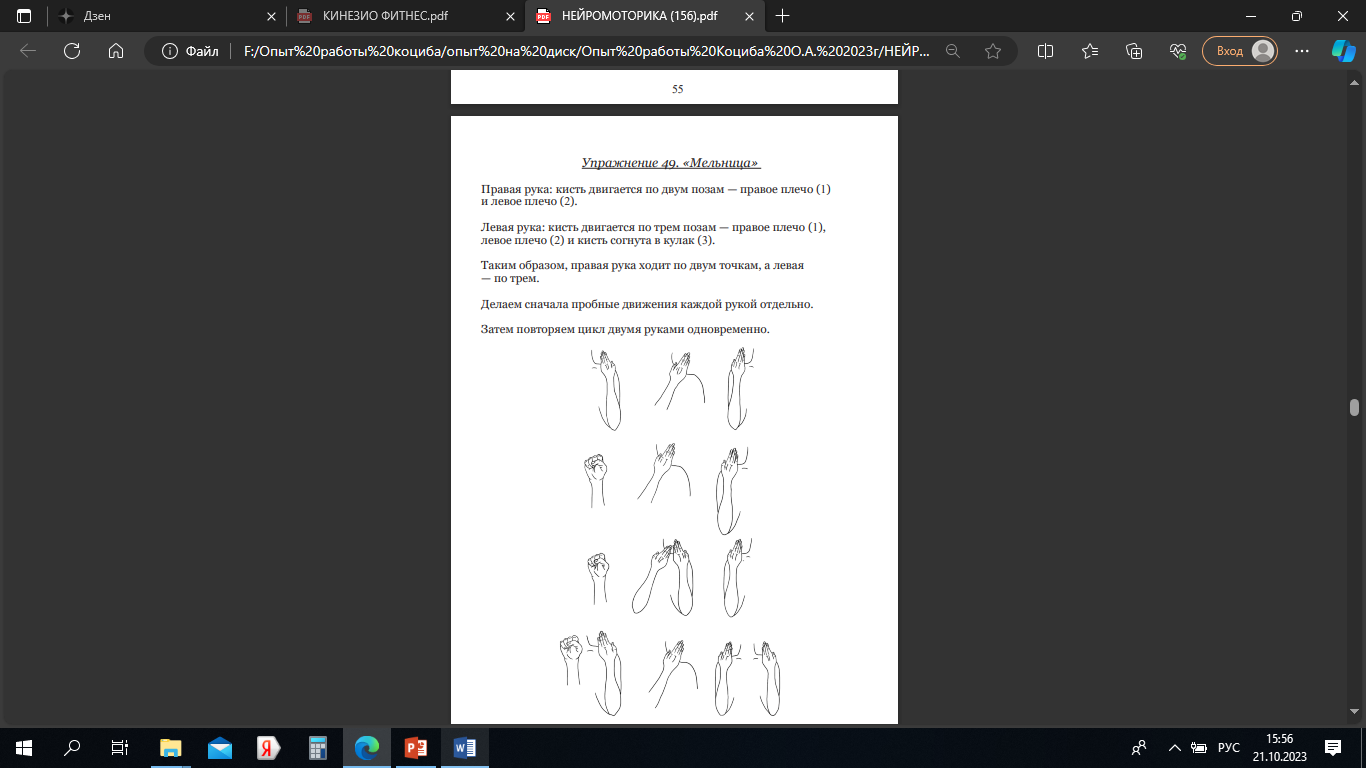 Дзен
КИНЕЗИО ФИТНЕС.pdf
НЕЙРОМОТОРИКА (156).pdf
Файл
F:/Опыт%20работы%20коциба/опыт%20на%20диск/Опыт%20работы%20Коциба%20О.А.%202023г/НЕЙР...
Вход
55
Упражнение 49. «Мельница»
Правая рука: кисть двигается по двум позам — правое плечо (1)
и левое плечо (2).
Левая рука: кисть двигается по трем позам — правое плечо (1),
левое плечо (2) и кисть согнута в кулак (3).
Таким образом, правая рука ходит по двум точкам, а левая
— по трем.
Делаем сначала пробные движения каждой рукой отдельно.
Затем повторяем цикл двумя руками одновременно.
РУС
15:56
21.10.2023